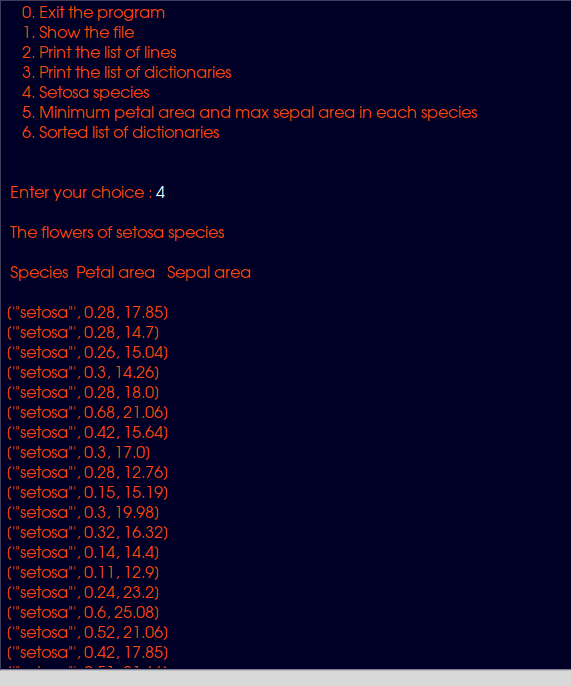 0. Exit the program
1. Show the file
2. Print the list of lines
3. Print the list of dictionaries
4. Setosa species
5. Minimum petal area and max sepal area in each species
6. Sorted list of dictionaries
Enter your choice : 4
The flowers of setosa species
Species Petal area Sepal area
['"setosa"', 0.28, 17.85]
['"setosa"', 0.28, 14.7]
['"setosa"', 0.26, 15.04]
['"setosa"', 0.3, 14.26]
['"setosa"', 0.28, 18.0]
['"setosa"', 0.68, 21.06]
['"setosa"', 0.42, 15.64]
['"setosa"', 0.3, 17.0]
['"setosa"', 0.28, 12.76]
['"setosa"', 0.15, 15.19]
['"setosa"', 0.3, 19.98]
['"setosa"', 0.32, 16.32]
['"setosa"', 0.14, 14.4]
['"setosa"', 0.11, 12.9]
['"setosa"', 0.24, 23.2]
['"setosa"', 0.6, 25.08]
['"setosa"', 0.52, 21.06]
['"setosa"', 0.42, 17.85]